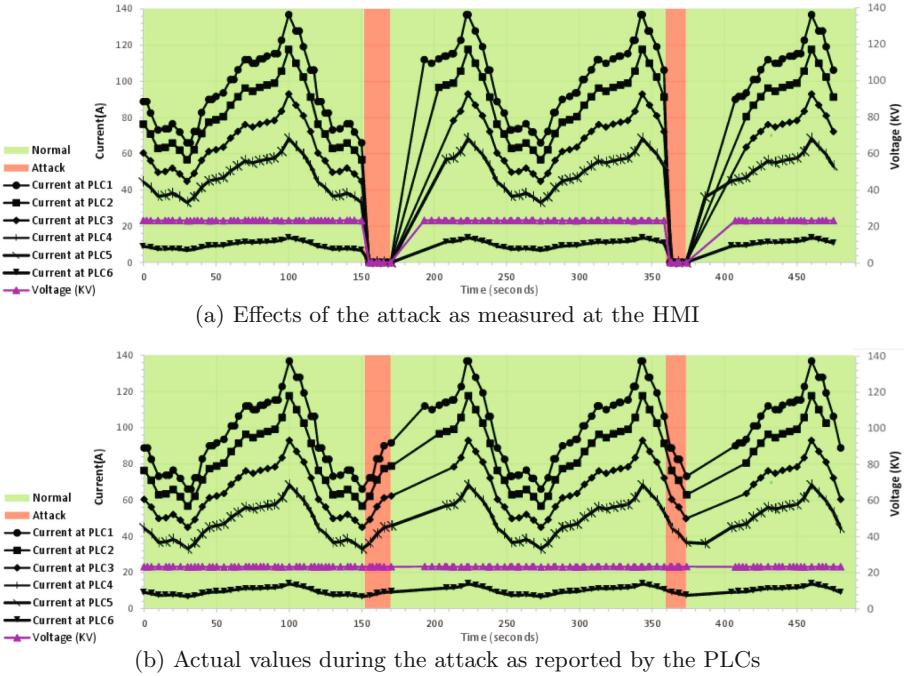 140
120
100
80
60
40
20
0
Current(A)
140
120
100
80
60
40
20
0
Voltage (KV)
Normal
Attack
Current at PLC1
Current at PLC2
Current at PLC3
Current at PLC4
Current at PLC5
Current at PLC6
Voltage (KV)
0 50 100 150 200 250 300 350 400 450
Time (seconds)
(a) Effects of the attack as measured at the HMI
140
120
100
80
60
40
20
0
Current(A)
140
120
100
80
60
40
20
0
Voltage (KV)
Normal
Attack
Current at PLC1
Current at PLC2
Current at PLC3
Current at PLC4
Current at PLC5
Current at PLC6
Voltage (KV)
0 50 100 150 200 250 300 350 400 450
Time (seconds)
(b) Actual values during the attack as reported by the PLCs